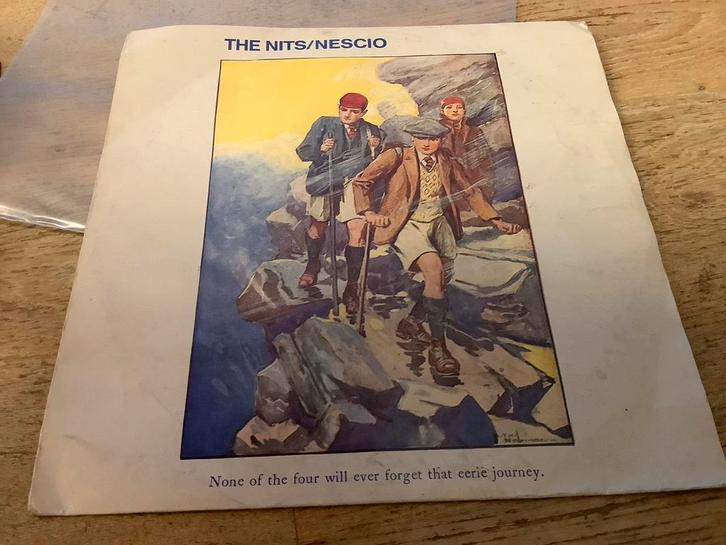 THE NITS/NESCIO
None of the four will ever forget that eerie journey.